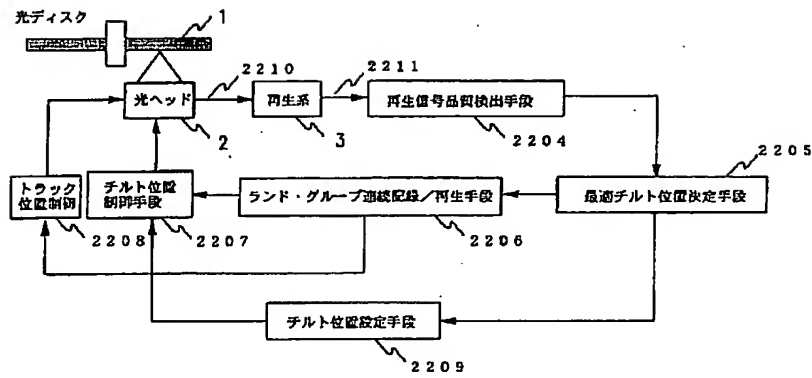 光ディスク
1
2210
2211
光ヘッド
再生系
再生信号品質検出手段
2
3
2204
2205
トラック
位置制御
チルト位置
制御手段
ランド・グルーブ連続記録/再生手段
最適チルト位置決定手段
2208
2207
2206
チルト位置設定手段
2209